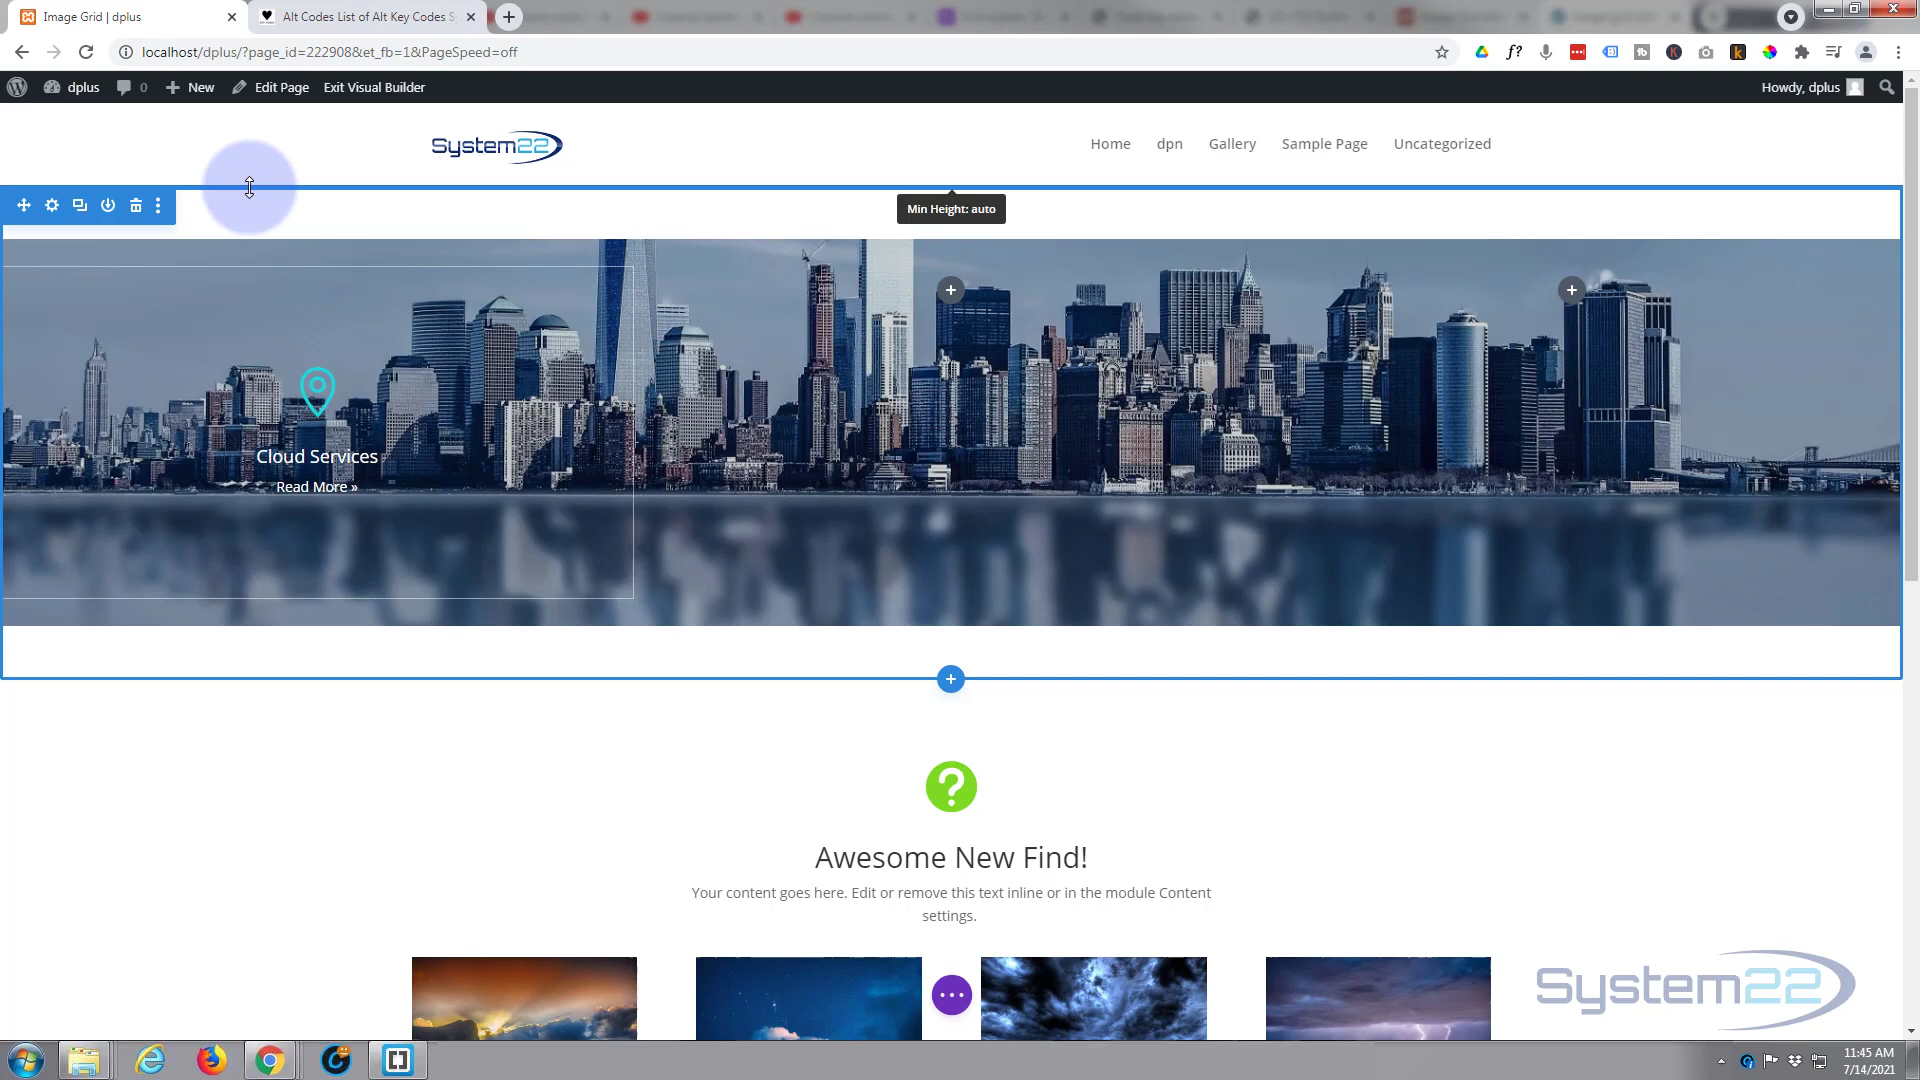 Image Grid | dplus
Alt Codes List of Alt Key Codes S
localhost/dplus/?page_id=222908&et_fb=1&PageSpeed=off
dplus
0
New
Edit Page
Exit Visual Builder
Howdy, dplus
System22
Home
dpn
Gallery
Sample Page
Uncategorized
Min Height: auto
Cloud Services
Read More »
Awesome New Find!
Your content goes here. Edit or remove this text inline or in the module Content
settings.
System22
11:45 AM
7/14/2021